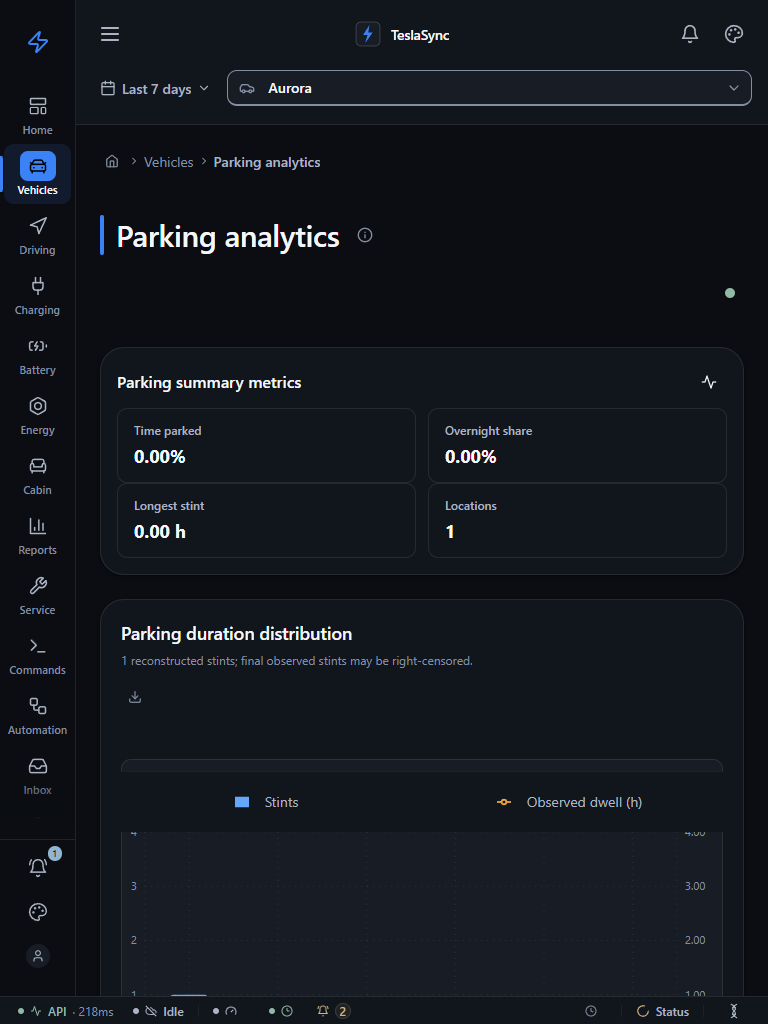 TeslaSync
Last 7 days
Aurora
Home
Vehicles
Driving
Charging
Battery
Energy
Cabin
Reports
Service
Commands
Automation
Inbox
1
Vehicles > Parking analytics
Parking analytics
Parking summary metrics
Time parked
0.00%
Overnight share
0.00%
Longest stint
0.00 h
Locations
1
Parking duration distribution
1 reconstructed stints; final observed stints may be right-censored.
Stints
Observed dwell (h)
4 4.00
3 3.00
2 2.00
1 1.00
API · 218ms
Idle
2
Status